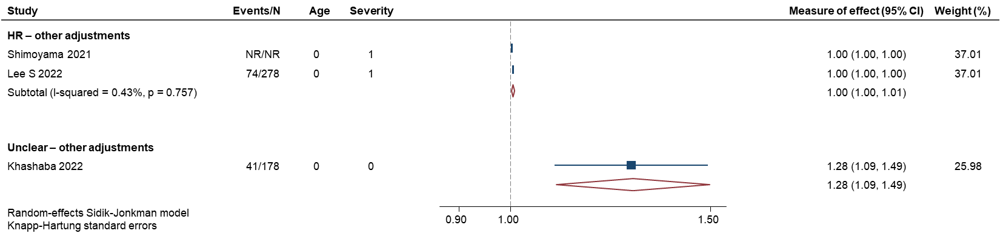 Study Events/N Age Severity Measure of effect (95% CI) Weight (%)
HR – other adjustments
Shimoyama 2021 NR/NR 0 1 1.00 (1.00, 1.00) 37.01
Lee S 2022 74/278 0 1 1.00 (1.00, 1.00) 37.01
Subtotal (I-squared = 0.43%, p = 0.757) 1.00 (1.00, 1.01)
Unclear – other adjustments
Khashaba 2022 41/178 0 0 1.28 (1.09, 1.49) 25.98
1.28 (1.09, 1.49)
Random-effects Sidik-Jonkman model
Knapp-Hartung standard errors
0.90 1.00 1.50